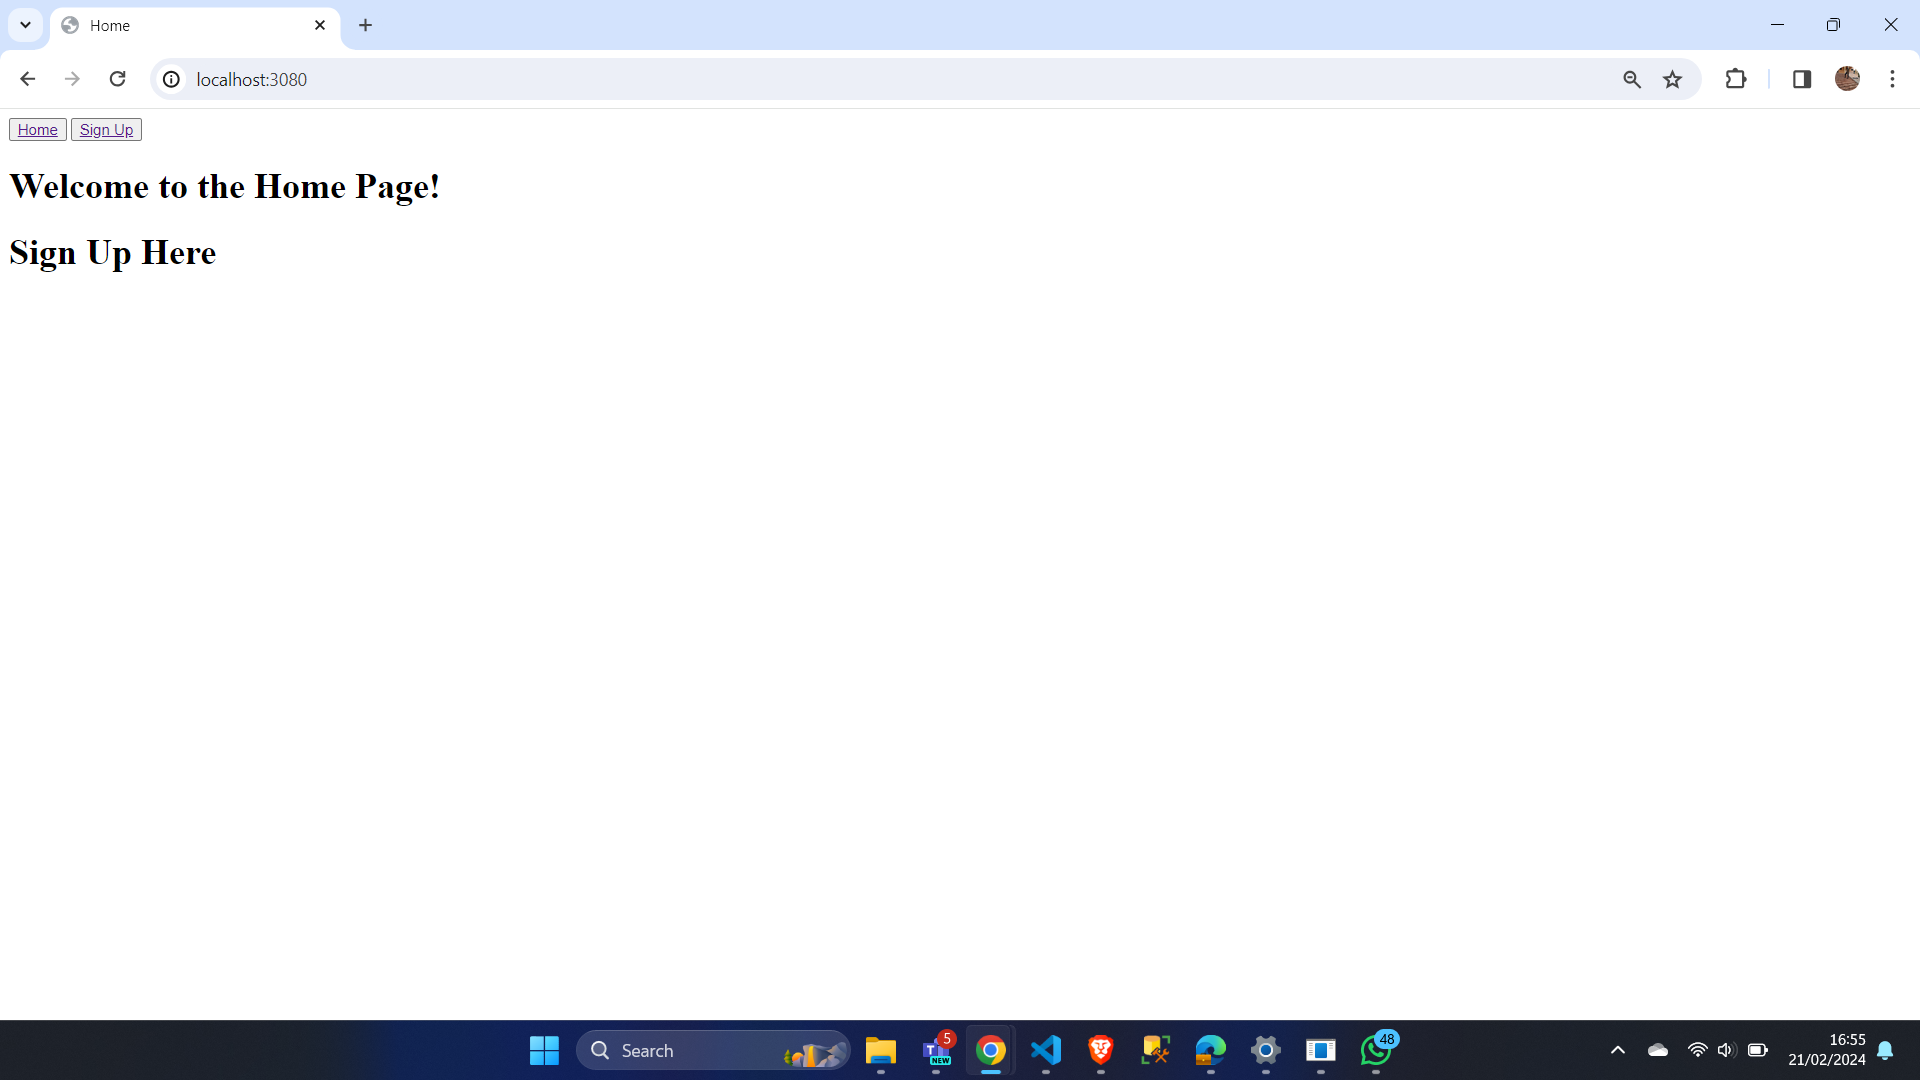 Home
localhost:3080
Home Sign Up
Welcome to the Home Page!
Sign Up Here
Search
5
NEW
48
16:55
21/02/2024